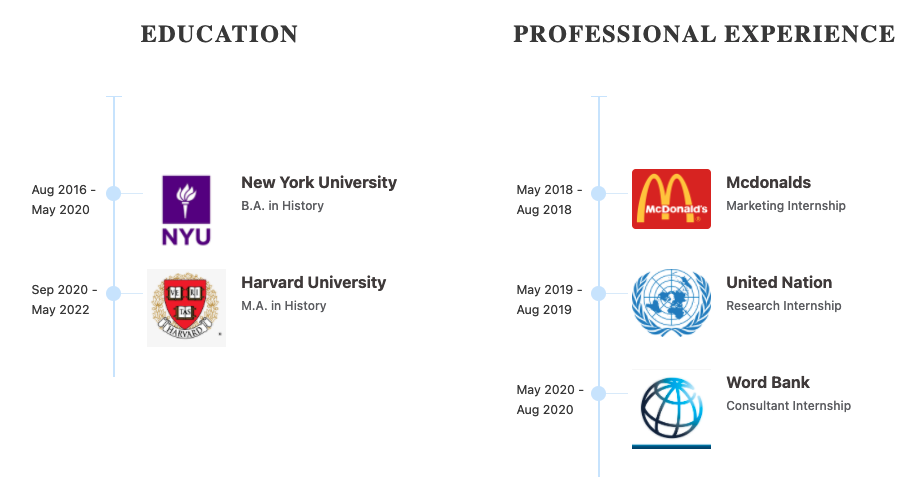 EDUCATION
Aug 2016 -
May 2020
NYU
New York University
B.A. in History
Sep 2020 -
May 2022
VE RI
TAS
HARVARD
Harvard University
M.A. in History
PROFESSIONAL EXPERIENCE
May 2018 -
Aug 2018
McDonald's
Mcdonalds
Marketing Internship
May 2019 -
Aug 2019
United Nation
Research Internship
May 2020 -
Aug 2020
Word Bank
Consultant Internship